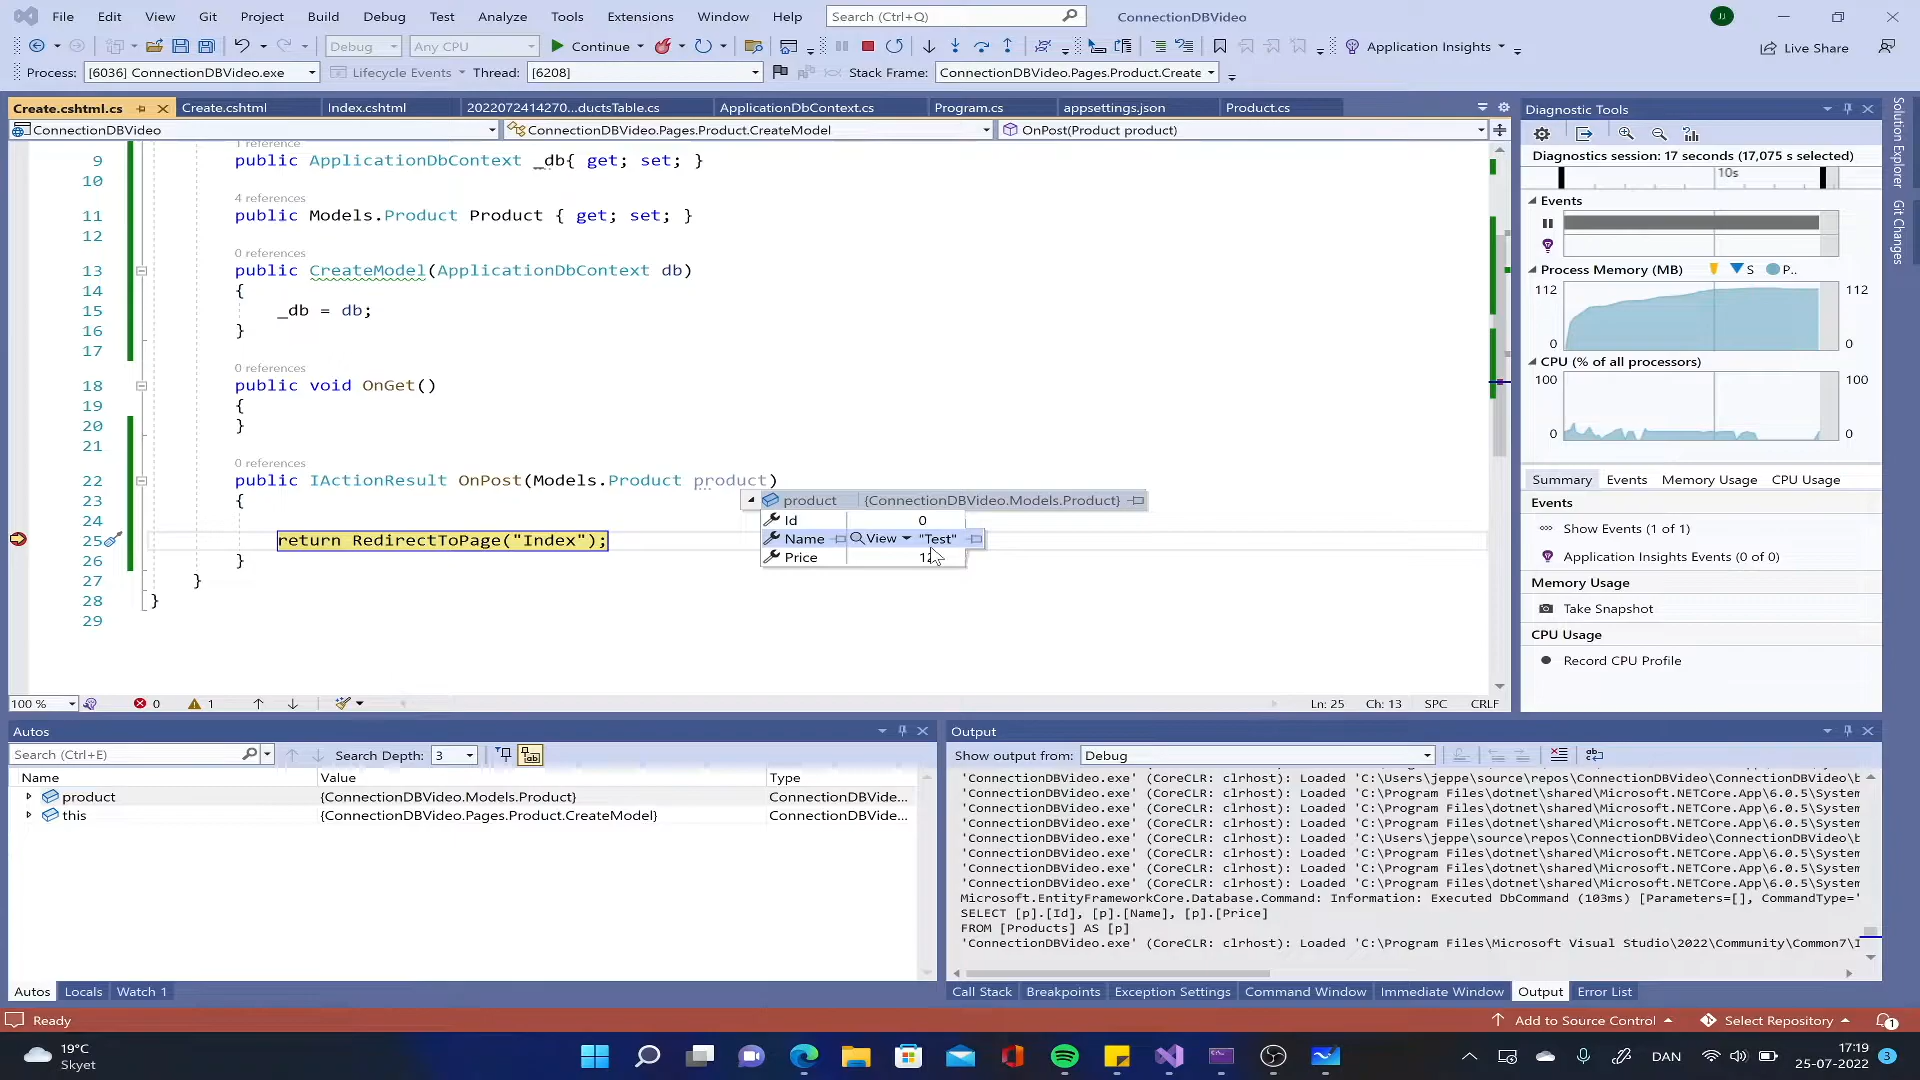 File Edit View Git Project Build Debug Test Analyze Tools Extensions Window Help Search (Ctrl+Q) ConnectionDBVideo JJ
Debug Any CPU Continue Application Insights Live Share
Process: [6036] ConnectionDBVideo.exe Lifecycle Events Thread: [6208] Stack Frame: ConnectionDBVideo.Pages.Product.Create
Create.cshtml.cs Create.cshtml Index.cshtml 2022072414270...ductsTable.cs ApplicationDbContext.cs Program.cs appsettings.json Product.cs
ConnectionDBVideo ConnectionDBVideo.Pages.Product.CreateModel OnPost(Product product)
1 reference
9 public ApplicationDbContext _db{ get; set; }
10
4 references
11 public Models.Product Product { get; set; }
12
0 references
13 public CreateModel(ApplicationDbContext db)
14 {
15 _db = db;
16 }
17
0 references
18 public void OnGet()
19 {
20 }
21
0 references
22 public IActionResult OnPost(Models.Product product)
23 {
24
25 return RedirectToPage("Index");
26 }
27 }
28 }
29
product {ConnectionDBVideo.Models.Product}
Id 0
Name View "Test"
Price
100 % 0 1 Ln: 25 Ch: 13 SPC CRLF
Diagnostic Tools
Diagnostics session: 17 seconds (17,075 s selected)
10s
Events
Process Memory (MB) S P..
112 112
0 0
CPU (% of all processors)
100 100
0 0
Summary Events Memory Usage CPU Usage
Events
Show Events (1 of 1)
Application Insights Events (0 of 0)
Memory Usage
Take Snapshot
CPU Usage
Record CPU Profile
Solution Explorer
Git Changes
Autos
Search (Ctrl+E) Search Depth: 3
Name Value Type
product {ConnectionDBVideo.Models.Product} ConnectionDBVide...
this {ConnectionDBVideo.Pages.Product.CreateModel} ConnectionDBVide...
Autos Locals Watch 1
Output
Show output from: Debug
'ConnectionDBVideo.exe' (CoreCLR: clrhost): Loaded 'C:\Users\jeppe\source\repos\ConnectionDBVideo\ConnectionDBVideo\b
'ConnectionDBVideo.exe' (CoreCLR: clrhost): Loaded 'C:\Program Files\dotnet\shared\Microsoft.NETCore.App\6.0.5\System
'ConnectionDBVideo.exe' (CoreCLR: clrhost): Loaded 'C:\Program Files\dotnet\shared\Microsoft.NETCore.App\6.0.5\System
'ConnectionDBVideo.exe' (CoreCLR: clrhost): Loaded 'C:\Program Files\dotnet\shared\Microsoft.NETCore.App\6.0.5\System
'ConnectionDBVideo.exe' (CoreCLR: clrhost): Loaded 'C:\Users\jeppe\source\repos\ConnectionDBVideo\ConnectionDBVideo\b
'ConnectionDBVideo.exe' (CoreCLR: clrhost): Loaded 'C:\Program Files\dotnet\shared\Microsoft.NETCore.App\6.0.5\System
'ConnectionDBVideo.exe' (CoreCLR: clrhost): Loaded 'C:\Program Files\dotnet\shared\Microsoft.NETCore.App\6.0.5\System
'ConnectionDBVideo.exe' (CoreCLR: clrhost): Loaded 'C:\Program Files\dotnet\shared\Microsoft.NETCore.App\6.0.5\System
Microsoft.EntityFrameworkCore.Database.Command: Information: Executed DbCommand (103ms) [Parameters=[], CommandType='
SELECT [p].[Id], [p].[Name], [p].[Price]
FROM [Products] AS [p]
'ConnectionDBVideo.exe' (CoreCLR: clrhost): Loaded 'C:\Program Files\Microsoft Visual Studio\2022\Community\Common7\I
Call Stack Breakpoints Exception Settings Command Window Immediate Window Output Error List
Ready Add to Source Control Select Repository 1
19°C
Skyet
DAN
17:19
25-07-2022
3